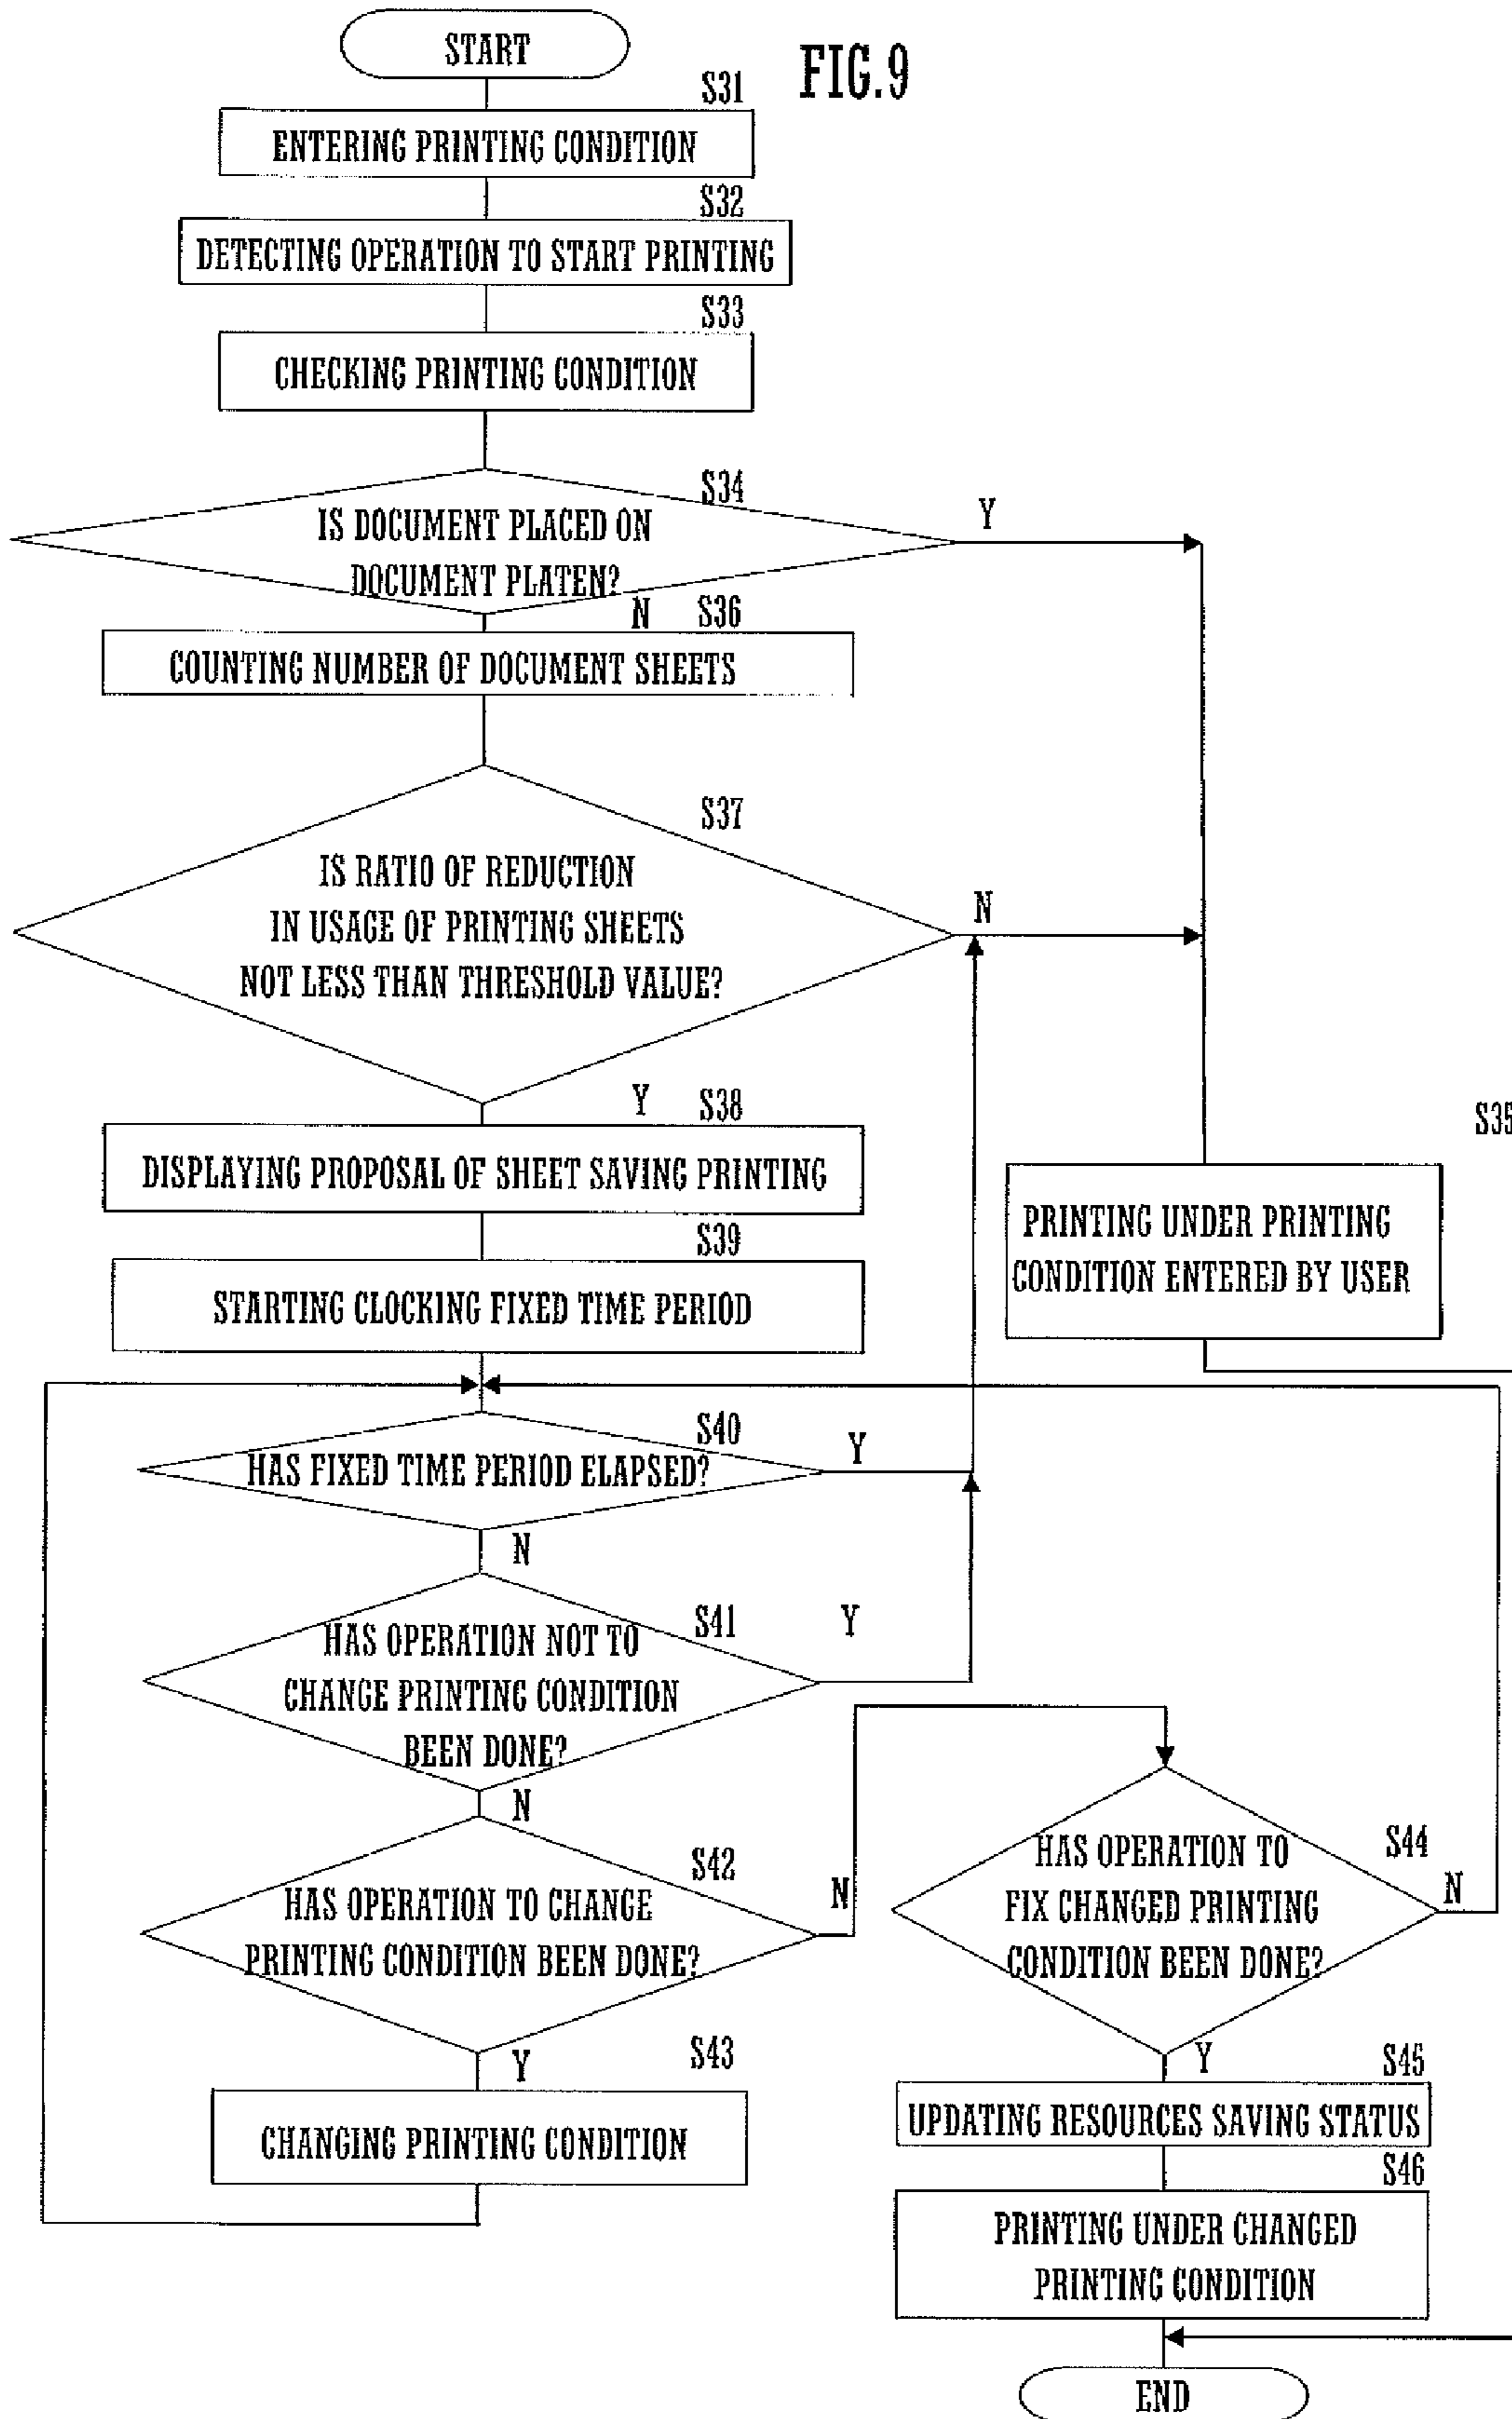 START
FIG.9
S31
ENTERING PRINTING CONDITION
S32
DETECTING OPERATION TO START PRINTING
S33
CHECKING PRINTING CONDITION
S34
IS DOCUMENT PLACED ON
DOCUMENT PLATEN?
Y
N
S36
COUNTING NUMBER OF DOCUMENT SHEETS
S37
IS RATIO OF REDUCTION
IN USAGE OF PRINTING SHEETS
NOT LESS THAN THRESHOLD VALUE?
N
Y
S38
DISPLAYING PROPOSAL OF SHEET SAVING PRINTING
S35
PRINTING UNDER PRINTING
CONDITION ENTERED BY USER
S39
STARTING CLOCKING FIXED TIME PERIOD
S40
HAS FIXED TIME PERIOD ELAPSED?
Y
N
S41
HAS OPERATION NOT TO
CHANGE PRINTING CONDITION
BEEN DONE?
Y
N
S42
HAS OPERATION TO CHANGE
PRINTING CONDITION BEEN DONE?
N
Y
S43
CHANGING PRINTING CONDITION
S44
HAS OPERATION TO
FIX CHANGED PRINTING
CONDITION BEEN DONE?
N
Y
S45
UPDATING RESOURCES SAVING STATUS
S46
PRINTING UNDER CHANGED
PRINTING CONDITION
END